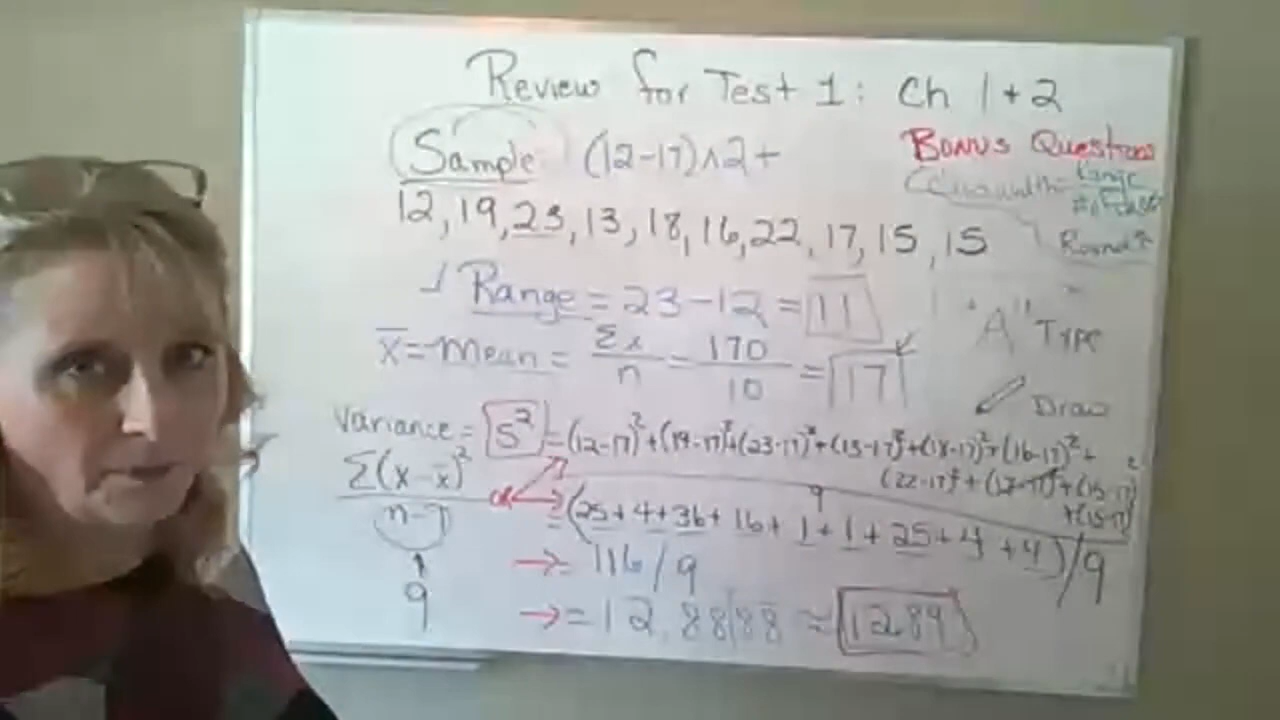 Review for Test 1: Ch 1+2
Sample: (12-17)^2+
Bonus Questions
12, 19, 23, 13, 18, 16, 22, 17, 15, 15
Round
Range = 23-12 = 11
"A" Type
x̄ = Mean = Σx/n = 170/10 = 17
Draw
Variance = S² = (12-17)²+(19-17)²+(23-17)²+(13-17)²+(18-17)²+(16-17)²+
(22-17)²+(17-17)²+(15-17)²
+(15-17)
Σ(x-x̄)²
n-1
= (25+4+36+16+1+1+25+4+4)/9
9
= 116/9
9
= 12.8888 ≈ 12.89